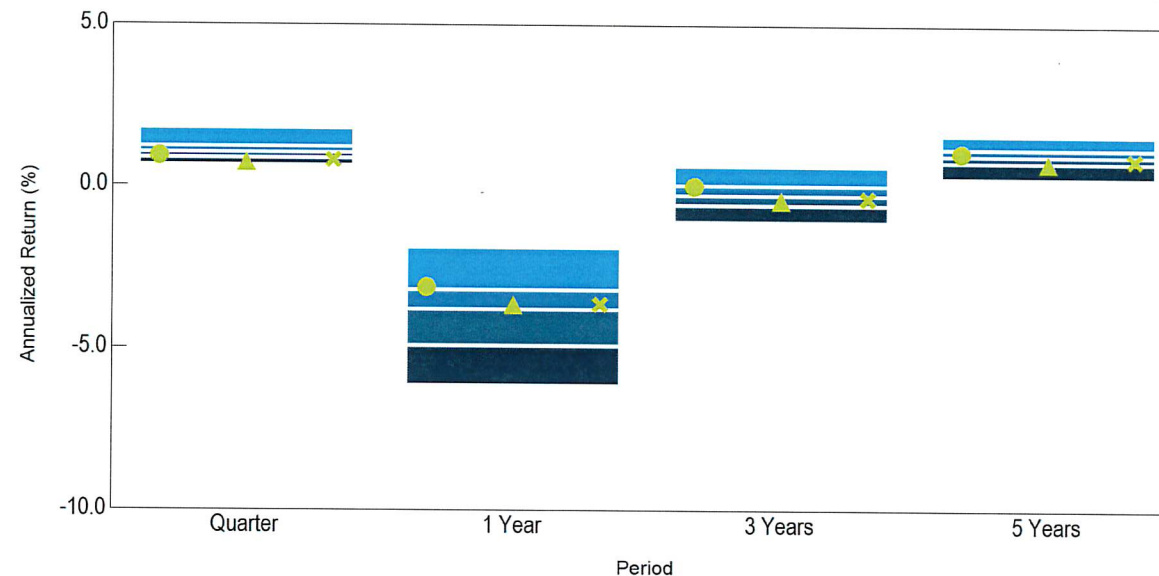 5.0
0.0
-5.0
-10.0
Annualized Return (%)
Quarter
1 Year
3 Years
5 Years
Period